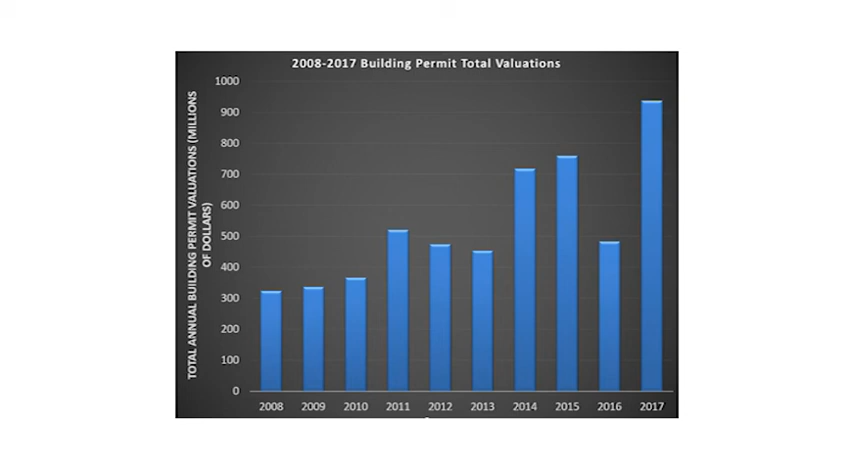 2008-2017 Building Permit Total Valuations
TOTAL ANNUAL BUILDING PERMIT VALUATIONS (MILLIONS
OF DOLLARS)
1000
900
800
700
600
500
400
300
200
100
0
2008 2009 2010 2011 2012 2013 2014 2015 2016 2017